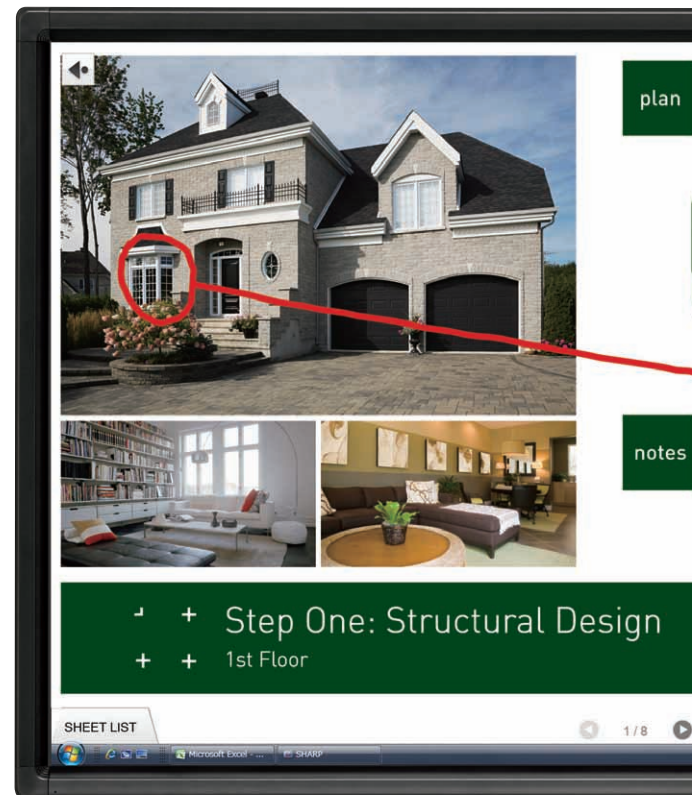 plan
notes
Step One: Structural Design
1st Floor
SHEET LIST
1/8
Microsoft Excel - ...
SHARP